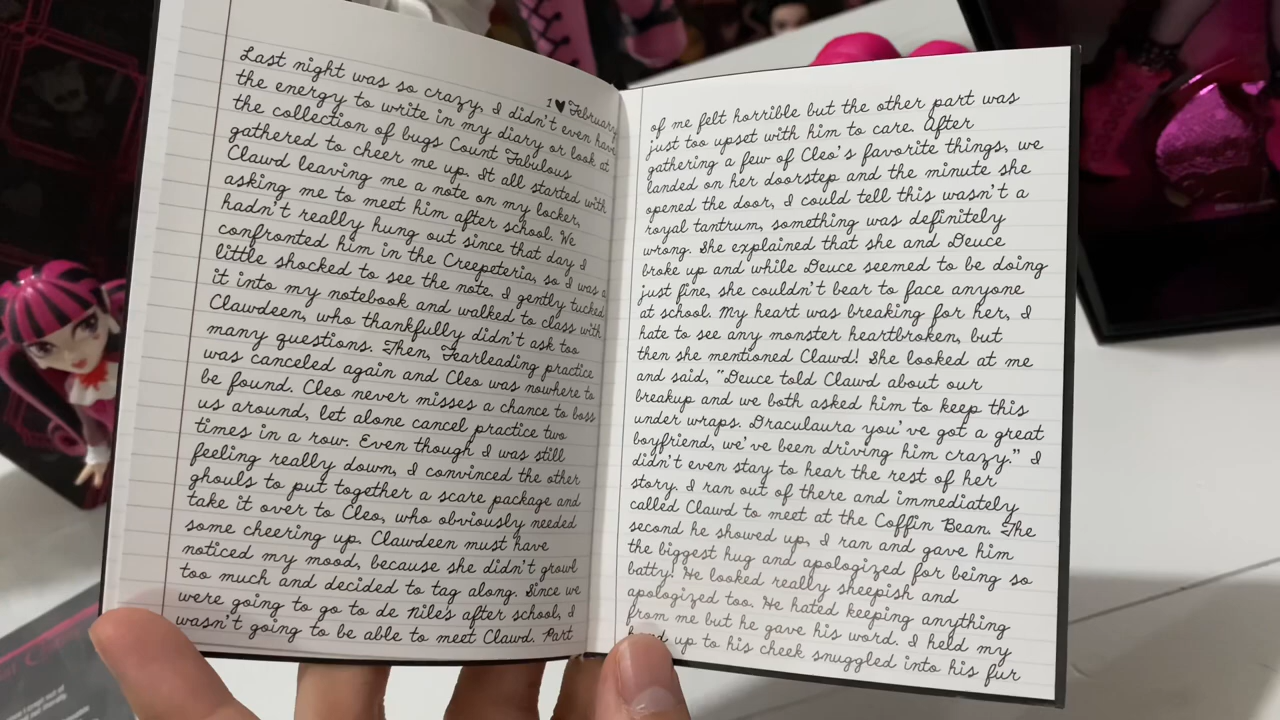 1 ♥ February
Last night was so crazy, I didn't even have
the energy to write in my diary or look at
the collection of bugs Count Fabulous
gathered to cheer me up. It all started with
Clawd leaving me a note on my locker,
asking me to meet him after school. We
hadn't really hung out since that day I
confronted him in the Creepeteria, so I was a
little shocked to see the note. I gently tucked
it into my notebook and walked to class with
Clawdeen, who thankfully didn't ask too
many questions. Then, Fearleading practice
was canceled again and Cleo was nowhere to
be found. Cleo never misses a chance to boss
us around, let alone cancel practice two
times in a row. Even though I was still
feeling really down, I convinced the other
ghouls to put together a scare package and
take it over to Cleo, who obviously needed
some cheering up. Clawdeen must have
noticed my mood, because she didn't growl
too much and decided to tag along. Since we
were going to go to de Niles after school, I
wasn't going to be able to meet Clawd. Part
of me felt horrible but the other part was
just too upset with him to care. After
gathering a few of Cleo's favorite things, we
landed on her doorstep and the minute she
opened the door, I could tell this wasn't a
royal tantrum, something was definitely
wrong. She explained that she and Deuce
broke up and while Deuce seemed to be doing
just fine, she couldn't bear to face anyone
at school. My heart was breaking for her, I
hate to see any monster heartbroken, but
then she mentioned Clawd! She looked at me
and said, "Deuce told Clawd about our
breakup and we both asked him to keep this
under wraps. Draculaura you've got a great
boyfriend, we've been driving him crazy." I
didn't even stay to hear the rest of her
story. I ran out of there and immediately
called Clawd to meet at the Coffin Bean. The
second he showed up, I ran and gave him
the biggest hug and apologized for being so
batty! He looked really sheepish and
apologized too. He hated keeping anything
from me but he gave his word. I held my
up to his cheek snuggled into his fur